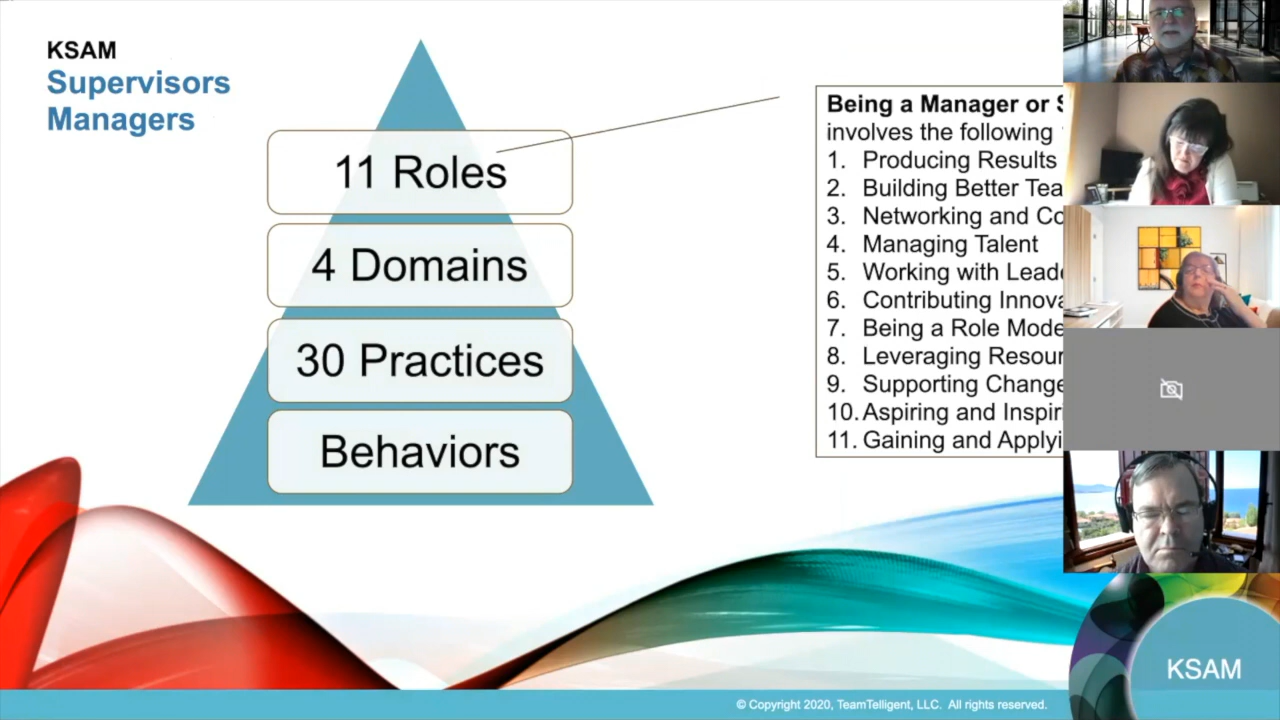 KSAM
Supervisors
Managers
11 Roles
4 Domains
30 Practices
Behaviors
Being a Manager or
involves the following
1. Producing Results
2. Building Better
3. Networking and
4. Managing Talent
5. Working with
6. Contributing
7. Being a Role
8. Leveraging
9. Supporting Change
10. Aspiring and
11. Gaining and
© Copyright 2020, TeamTelligent, LLC. All rights reserved.
KSAM